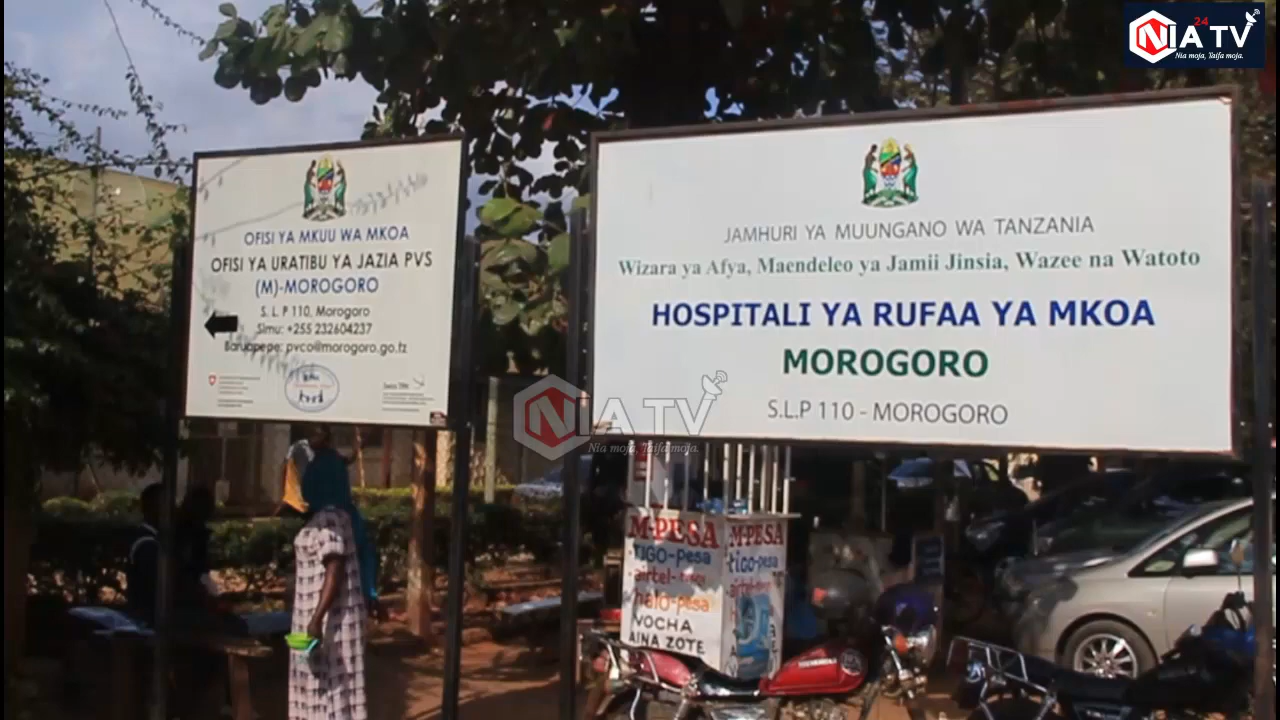 24
NIA TV
Nia moja, Taifa moja.
OFISI YA MKUU WA MKOA
OFISI YA URATIBU YA JAZIA PVS
(M)-MOROGORO
S. L. P 110, Morogoro
Simu: +255 232604237
Baruapepe: pvco@morogoro.go.tz
JAMHURI YA MUUNGANO WA TANZANIA
Wizara ya Afya, Maendeleo ya Jamii Jinsia, Wazee na Watoto
HOSPITALI YA RUFAA YA MKOA
MOROGORO
S.L.P 110 - MOROGORO
NIA TV
Nia moja, Taifa moja.
M-PESA
TIGO-pesa
airtel-
halo-pesa
VOCHA
AINA ZOTE
M-PESA
tigo-pesa
airtel-